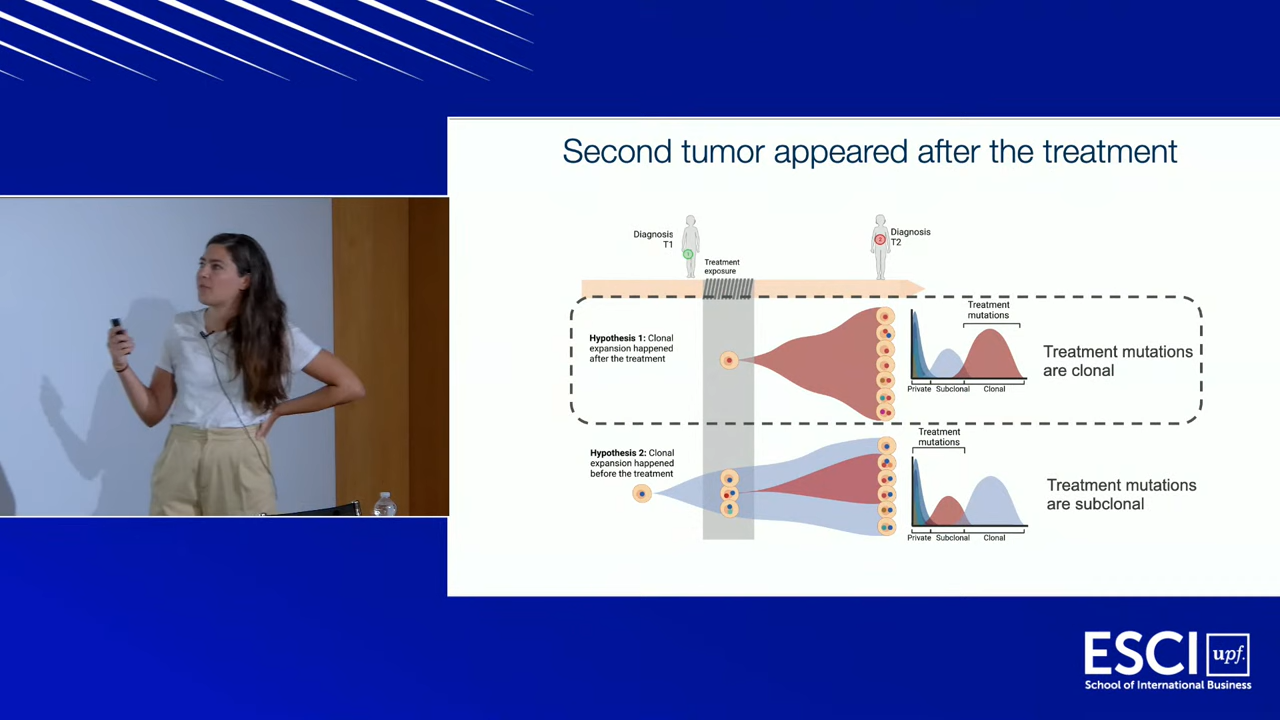 Second tumor appeared after the treatment
Diagnosis
T1
Diagnosis
T2
Treatment
exposure
Hypothesis 1: Clonal
expansion happened
after the treatment
Treatment
mutations
Private
Subclonal
Clonal
Treatment mutations
are clonal
Hypothesis 2: Clonal
expansion happened
before the treatment
Treatment
mutations
Private
Subclonal
Clonal
Treatment mutations
are subclonal
ESCI upf.
School of International Business